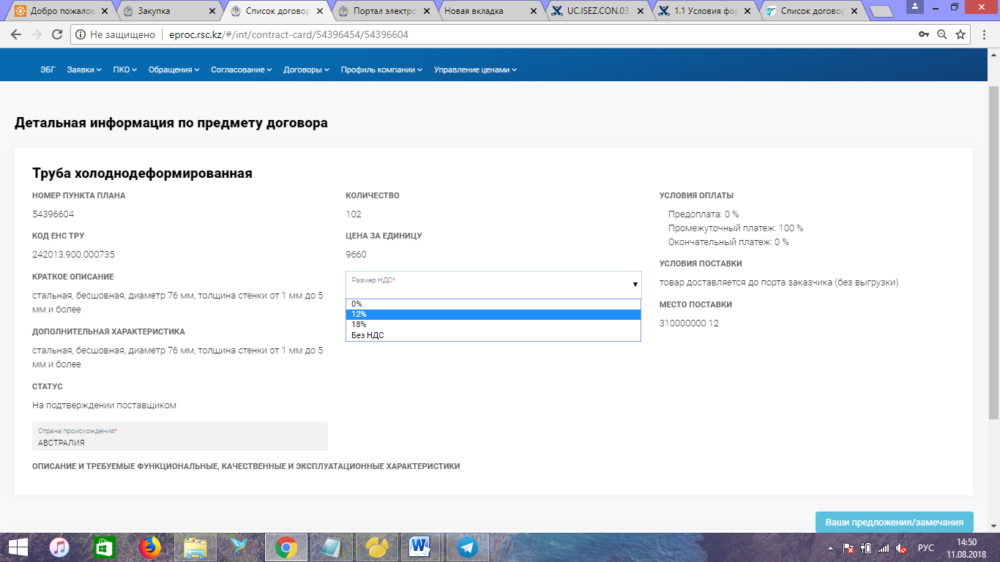 Добро пожалов
Закупка
Список договор
Портал электро
Новая вкладка
UC.ISEZ.CON.03
1.1 Условия фор
Список договор
Не защищено
eproc.rsc.kz/#/int/contract-card/54396454/54396604
ЭБГ Заявки ПКО Обращения Согласование Договоры Профиль компании Управление ценами
Детальная информация по предмету договора
Труба холоднодеформированная
НОМЕР ПУНКТА ПЛАНА
54396604
КОД ЕНС ТРУ
242013.900.000735
КРАТКОЕ ОПИСАНИЕ
стальная, бесшовная, диаметр 76 мм, толщина стенки от 1 мм до 5
мм и более
ДОПОЛНИТЕЛЬНАЯ ХАРАКТЕРИСТИКА
стальная, бесшовная, диаметр 76 мм, толщина стенки от 1 мм до 5
мм и более
СТАТУС
На подтверждении поставщиком
Страна происхождения*
АВСТРАЛИЯ
ОПИСАНИЕ И ТРЕБУЕМЫЕ ФУНКЦИОНАЛЬНЫЕ, КАЧЕСТВЕННЫЕ И ЭКСПЛУАТАЦИОННЫЕ ХАРАКТЕРИСТИКИ
КОЛИЧЕСТВО
102
ЦЕНА ЗА ЕДИНИЦУ
9660
Размер НДС*
0%
12%
18%
Без НДС
УСЛОВИЯ ОПЛАТЫ
Предоплата: 0 %
Промежуточный платеж: 100 %
Окончательный платеж: 0 %
УСЛОВИЯ ПОСТАВКИ
товар доставляется до порта заказчика (без выгрузки)
МЕСТО ПОСТАВКИ
310000000 12
Ваши предложения/замечания
РУС
14:50
11.08.2018